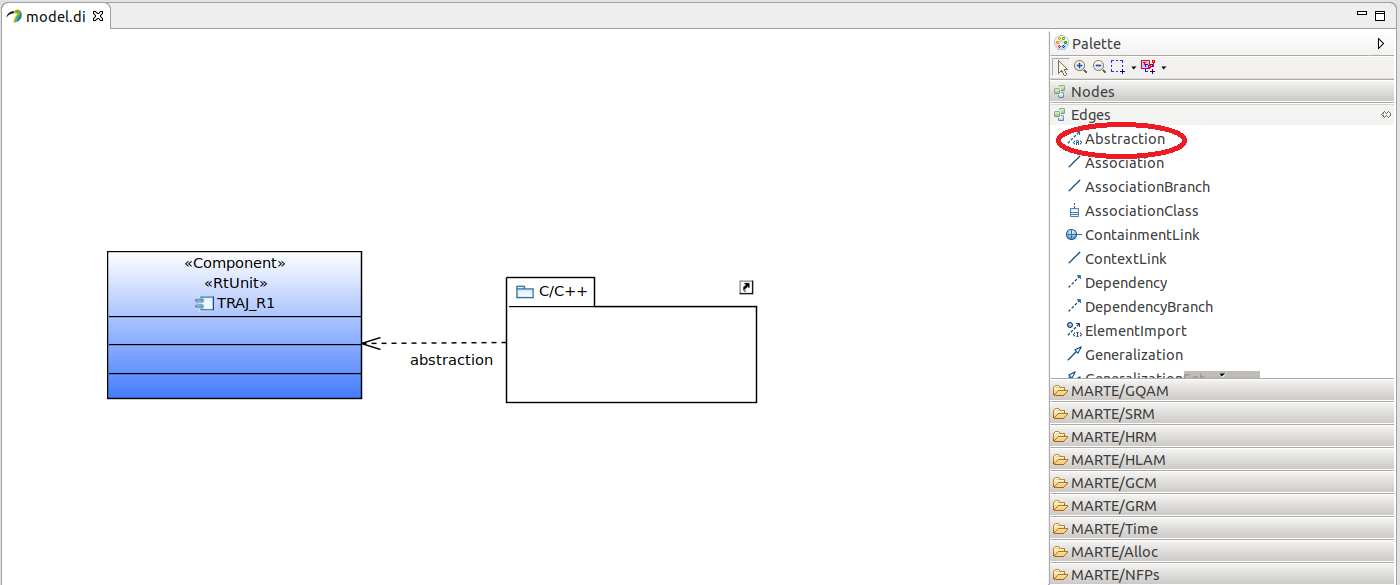 model.di
Palette
Nodes
Edges
Abstraction
Association
AssociationBranch
AssociationClass
ContainmentLink
ContextLink
Dependency
DependencyBranch
ElementImport
Generalization
GeneralizationSet
MARTE/GQAM
MARTE/SRM
MARTE/HRM
MARTE/HLAM
MARTE/GCM
MARTE/GRM
MARTE/Time
MARTE/Alloc
MARTE/NFPs
«Component»
«RtUnit»
TRAJ_R1
abstraction
C/C++